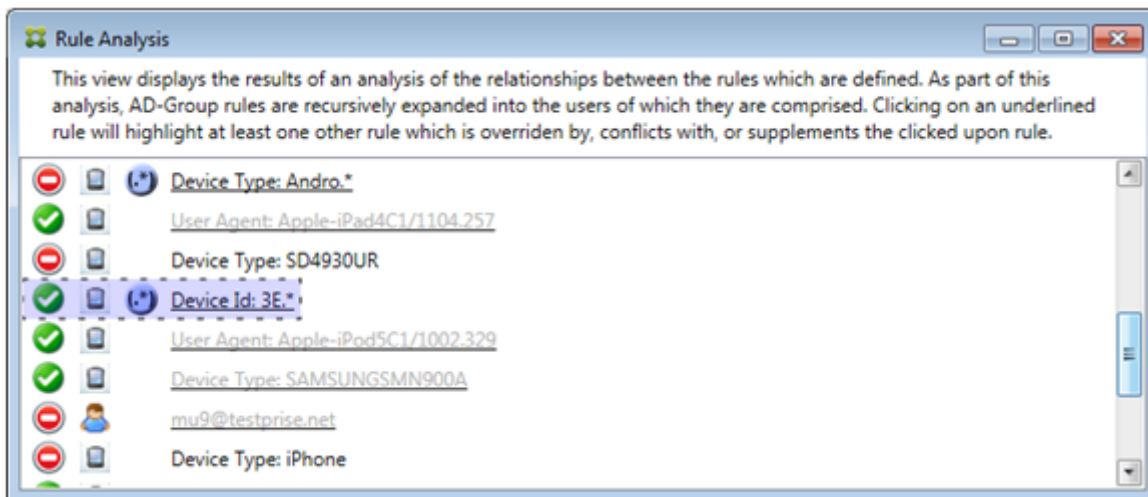 Rule Analysis
This view displays the results of an analysis of the relationships between the rules which are defined. As part of this
analysis, AD-Group rules are recursively expanded into the users of which they are comprised. Clicking on an underlined
rule will highlight at least one other rule which is overriden by, conflicts with, or supplements the clicked upon rule.
(.*) Device Type: Andro.*
User Agent: Apple-iPad4C1/1104.257
Device Type: SD4930UR
(.*) Device Id: 3E.*
User Agent: Apple-iPod5C1/1002.329
Device Type: SAMSUNGSMN900A
mu9@testprise.net
Device Type: iPhone